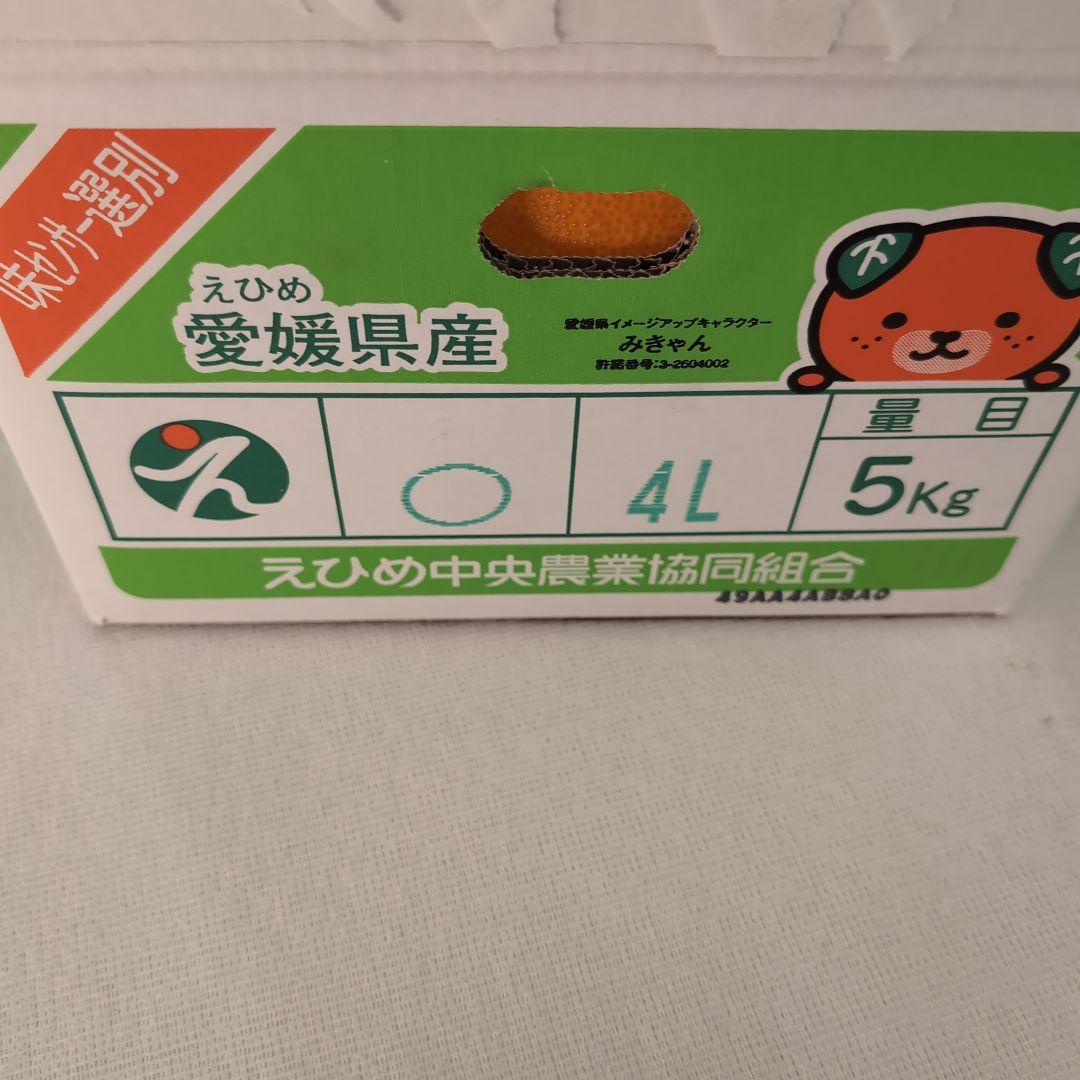 味センサー選別
えひめ
愛媛県産
愛媛県イメージアップキャラクター
みきゃん
許諾番号:3-2604002
○
4L
量目
5Kg
えひめ中央農業協同組合
49AA4AB8A0